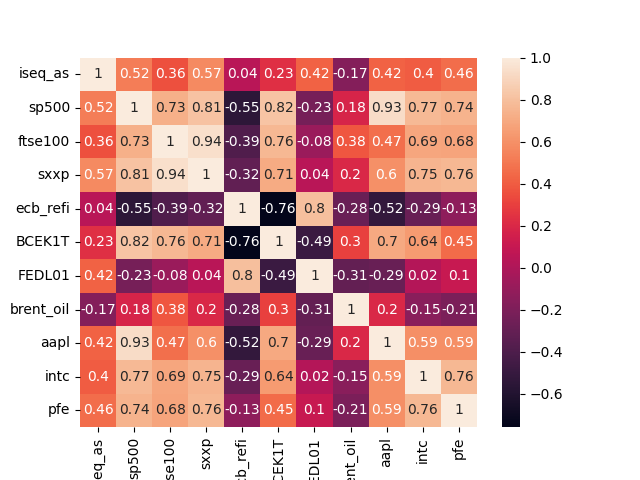 iseq_as 1 0.52 0.36 0.57 0.04 0.23 0.42 -0.17 0.42 0.4 0.46
sp500 0.52 1 0.73 0.81 -0.55 0.82 -0.23 0.18 0.93 0.77 0.74
ftse100 0.36 0.73 1 0.94 -0.39 0.76 -0.08 0.38 0.47 0.69 0.68
sxxp 0.57 0.81 0.94 1 -0.32 0.71 0.04 0.2 0.6 0.75 0.76
ecb_refi 0.04 -0.55 -0.39 -0.32 1 -0.76 0.8 -0.28 -0.52 -0.29 -0.13
BCEK1T 0.23 0.82 0.76 0.71 -0.76 1 -0.49 0.3 0.7 0.64 0.45
FEDL01 0.42 -0.23 -0.08 0.04 0.8 -0.49 1 -0.31 -0.29 0.02 0.1
brent_oil -0.17 0.18 0.38 0.2 -0.28 0.3 -0.31 1 0.2 -0.15 -0.21
aapl 0.42 0.93 0.47 0.6 -0.52 0.7 -0.29 0.2 1 0.59 0.59
intc 0.4 0.77 0.69 0.75 -0.29 0.64 0.02 -0.15 0.59 1 0.76
pfe 0.46 0.74 0.68 0.76 -0.13 0.45 0.1 -0.21 0.59 0.76 1
eq_as
sp500
se100
sxxp
cb_refi
CEK1T
EDL01
ent_oil
aapl
intc
pfe
1.0
0.8
0.6
0.4
0.2
0.0
−0.2
−0.4
−0.6